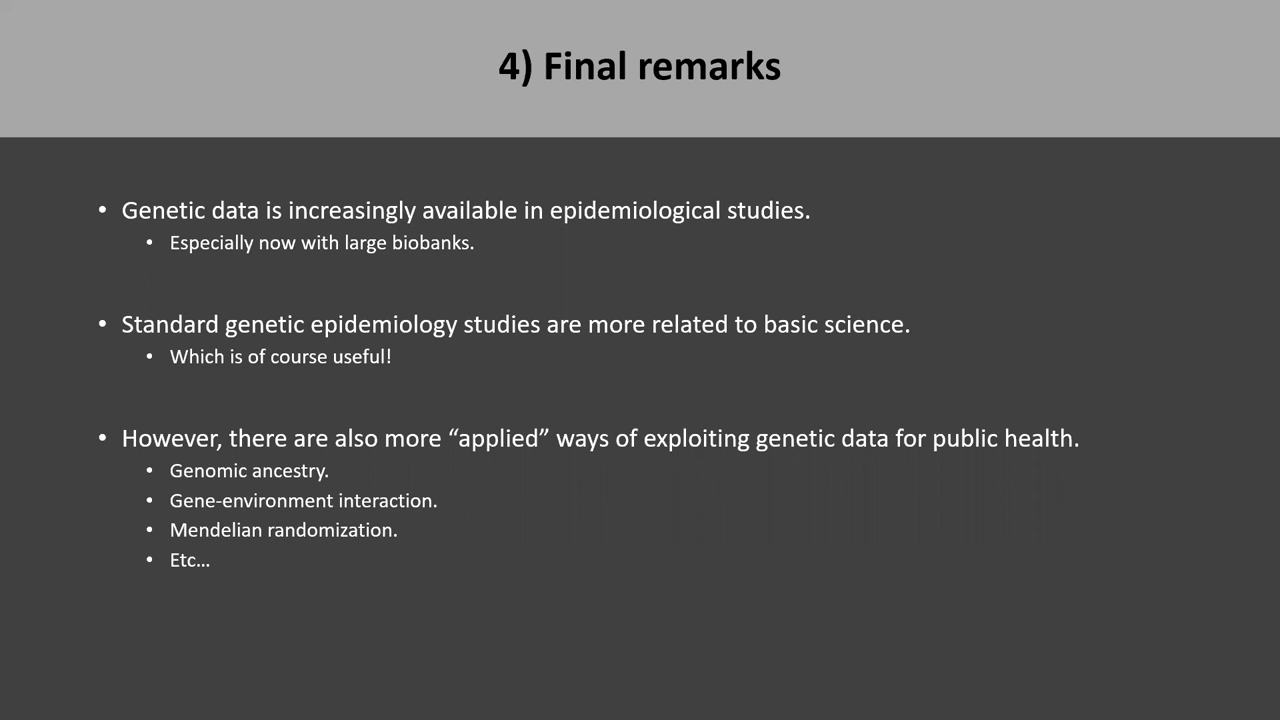 4) Final remarks
• Genetic data is increasingly available in epidemiological studies.
• Especially now with large biobanks.
• Standard genetic epidemiology studies are more related to basic science.
• Which is of course useful!
• However, there are also more “applied” ways of exploiting genetic data for public health.
• Genomic ancestry.
• Gene-environment interaction.
• Mendelian randomization.
• Etc...